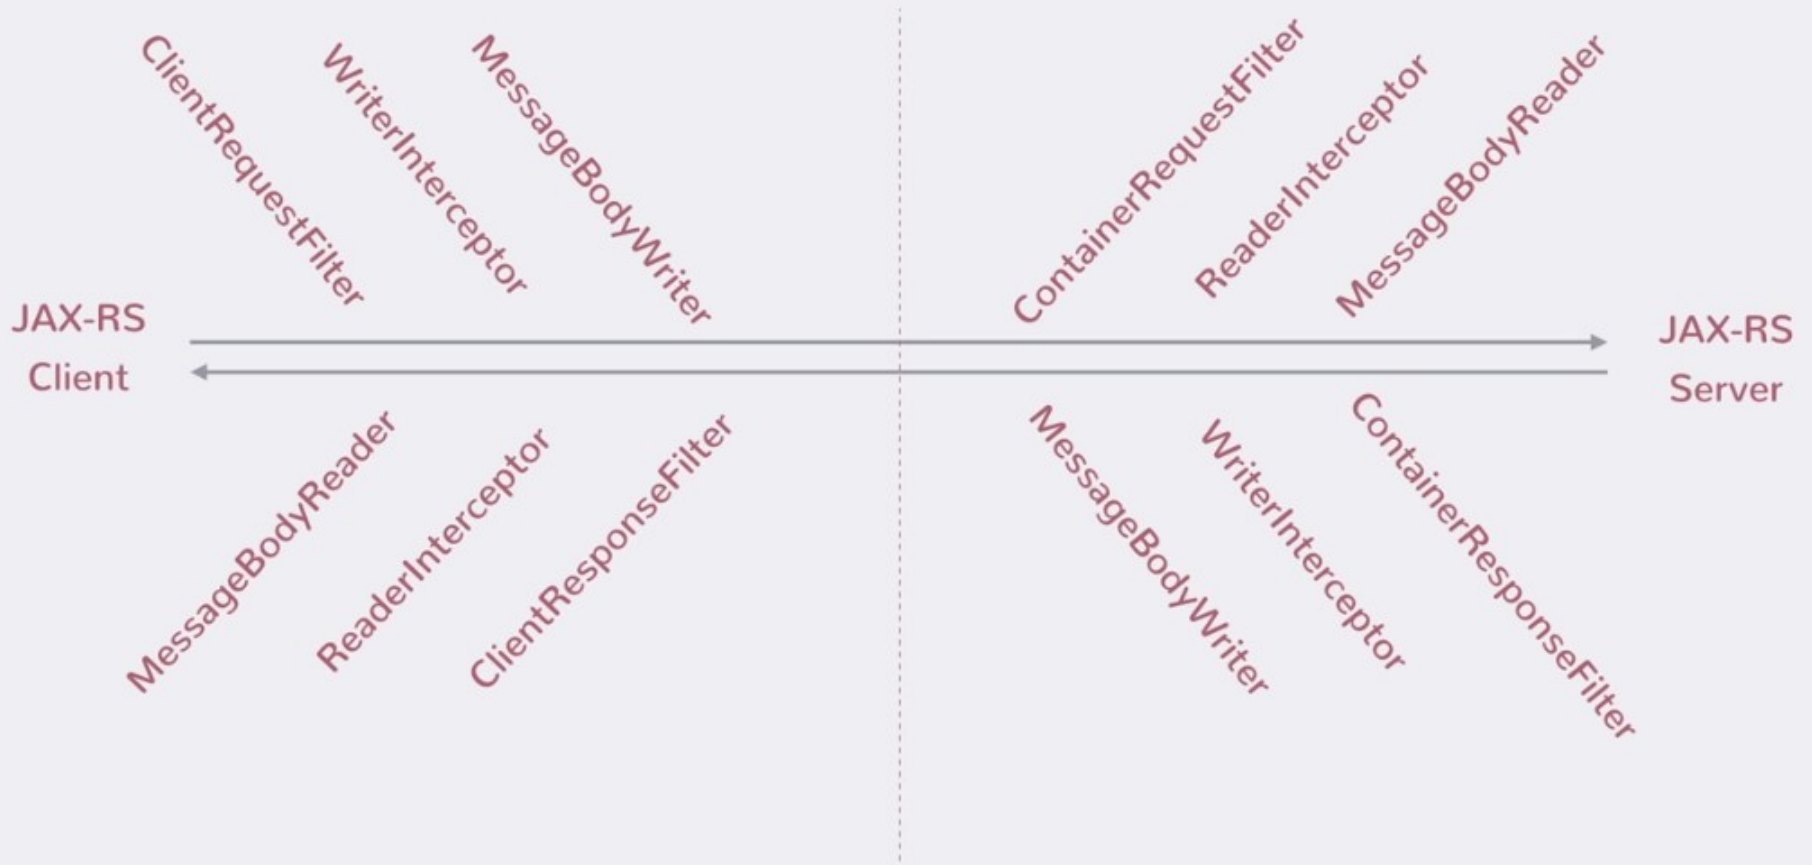 ClientRequestFilter
WriterInterceptor
MessageBodyWriter
ContainerRequestFilter
ReaderInterceptor
MessageBodyReader
JAX-RS
Client
JAX-RS
Server
MessageBodyReader
ReaderInterceptor
ClientResponseFilter
MessageBodyWriter
WriterInterceptor
ContainerResponseFilter